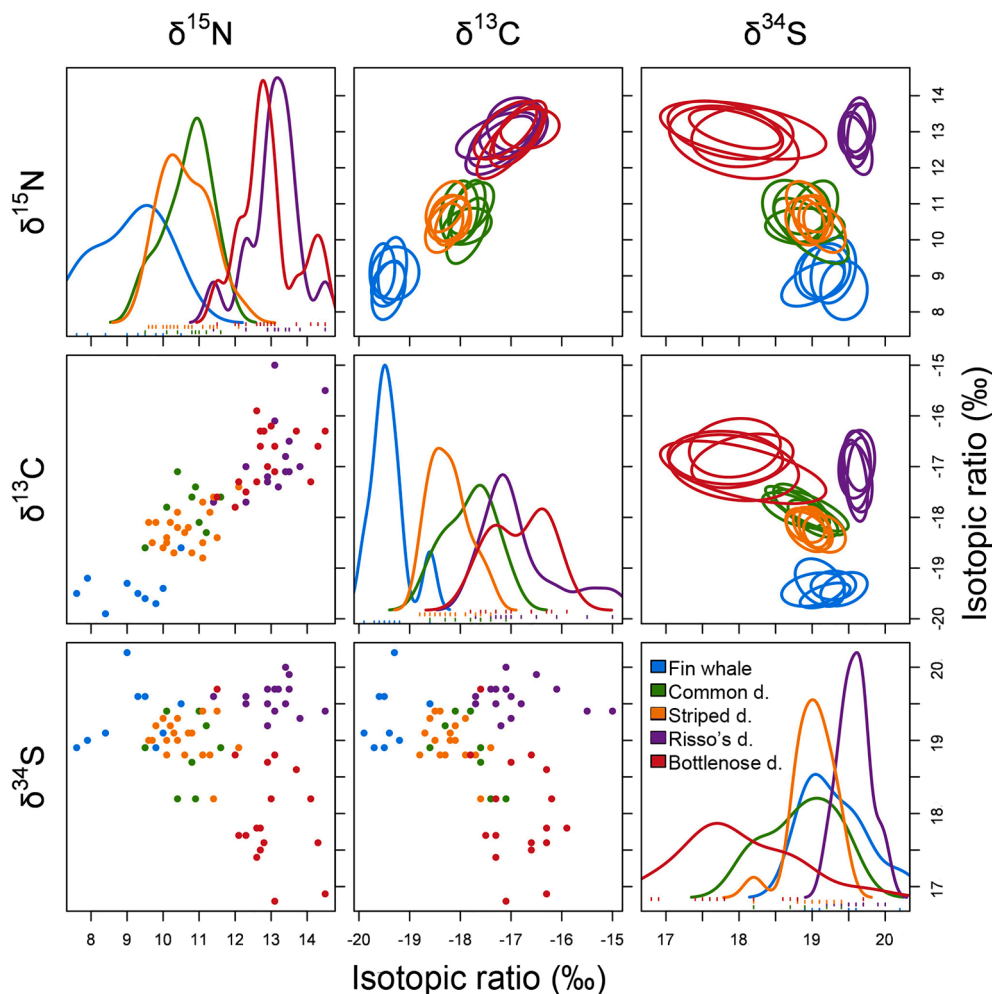 δ¹⁵N δ¹³C δ³⁴S
δ¹⁵N
14
13
12
11
10
9
8
δ¹³C
-15
-16
-17
-18
-19
-20
Isotopic ratio (‰)
δ³⁴S
Fin whale
Common d.
Striped d.
Risso's d.
Bottlenose d.
20
19
18
17
8 9 10 11 12 13 14
-20 -19 -18 -17 -16 -15
17 18 19 20
Isotopic ratio (‰)